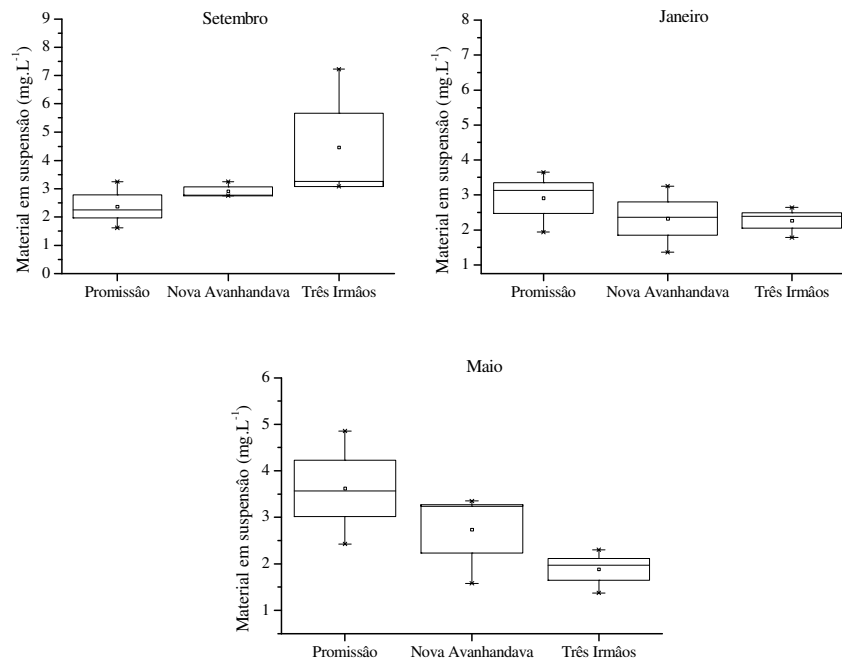 Setembro
Material em suspensão (mg.L-1)
9
8
7
6
5
4
3
2
1
0
Promissão Nova Avanhandava Três Irmãos
Janeiro
Material em suspensão (mg.L-1)
8
7
6
5
4
3
2
1
Promissão Nova Avanhandava Três Irmãos
Maio
Material em suspensão (mg.L-1)
6
5
4
3
2
1
Promissão Nova Avanhandava Três Irmãos